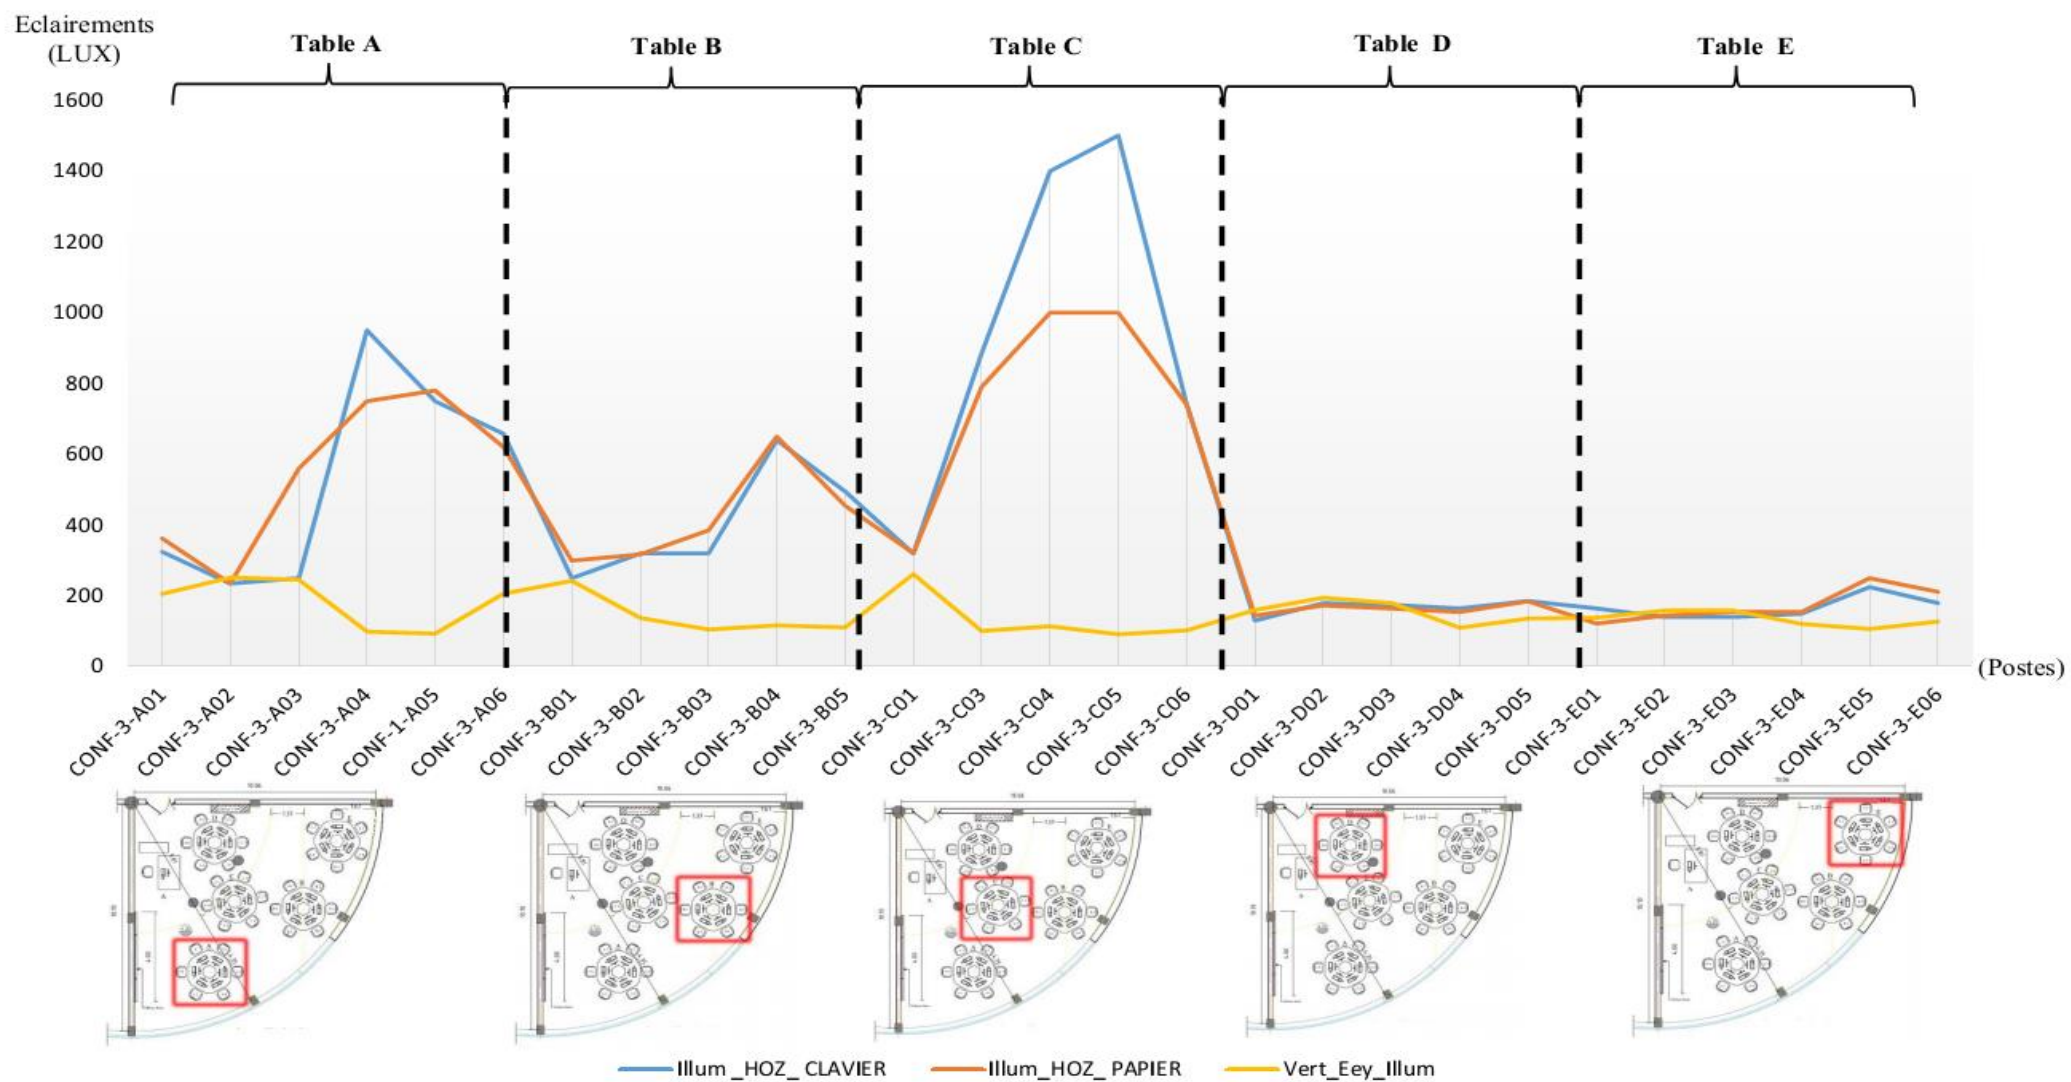 Eclairements
(LUX)
Table A
Table B
Table C
Table D
Table E
1600
1400
1200
1000
800
600
400
200
0
(Postes)
CONF-3-A01
CONF-3-A02
CONF-3-A03
CONF-3-A04
CONF-1-A05
CONF-3-A06
CONF-3-B01
CONF-3-B02
CONF-3-B03
CONF-3-B04
CONF-3-B05
CONF-3-C01
CONF-3-C03
CONF-3-C04
CONF-3-C05
CONF-3-C06
CONF-3-D01
CONF-3-D02
CONF-3-D03
CONF-3-D04
CONF-3-D05
CONF-3-E01
CONF-3-E02
CONF-3-E03
CONF-3-E04
CONF-3-E05
CONF-3-E06
Illum _HOZ_ CLAVIER
Illum_HOZ_ PAPIER
Vert_Eey_Illum